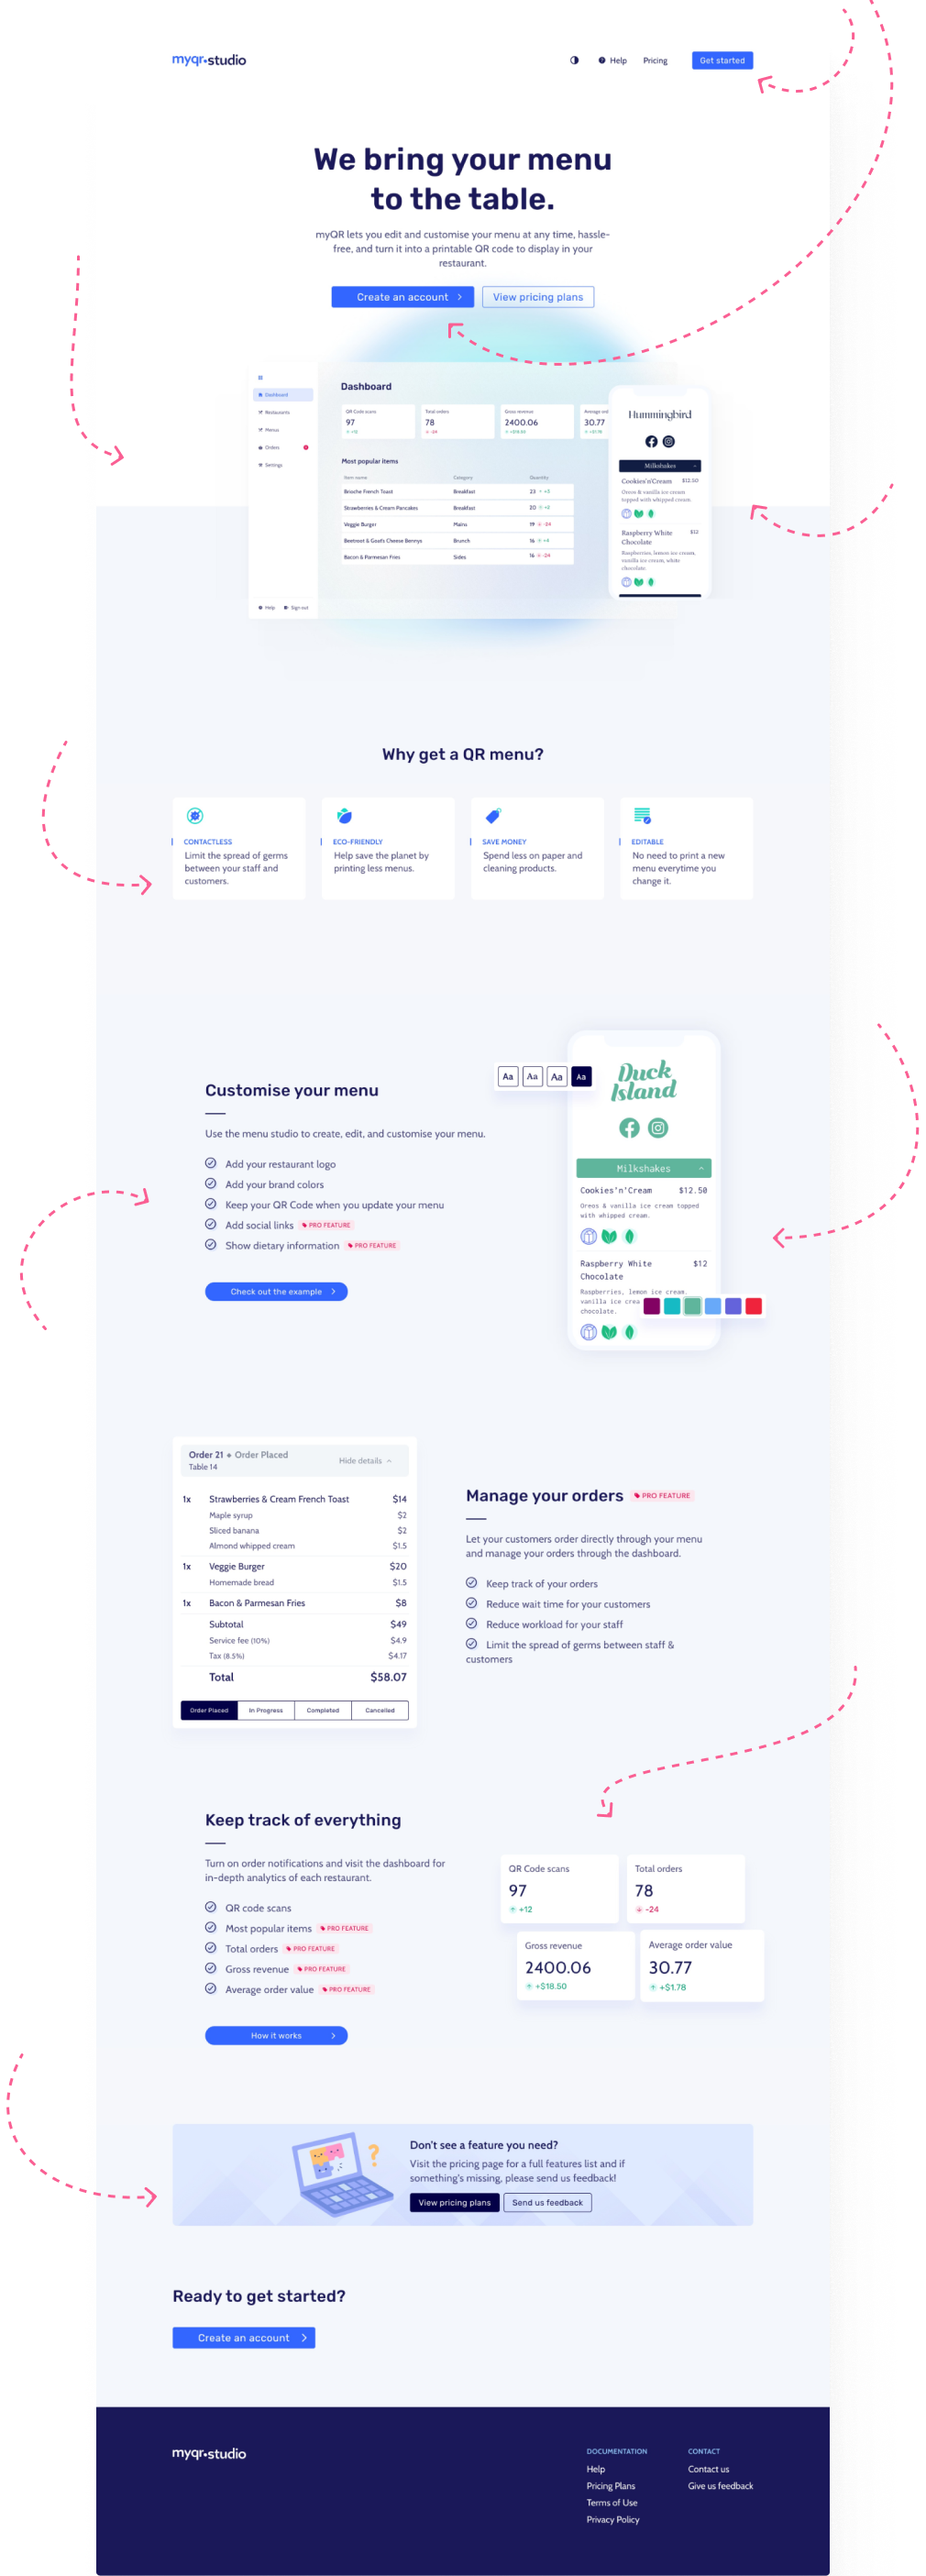 myqr•studio
Help
Pricing
Get started
We bring your menu
to the table.
myQR lets you edit and customise your menu at any time, hassle-
free, and turn it into a printable QR code to display in your
restaurant.
Create an account
View pricing plans
Dashboard
Restaurants
Menus
Orders
Settings
Help
Sign out
Dashboard
QR Code scans
97
+12
Total orders
78
-24
Gross revenue
2400.06
+$18.50
Average ord
30.77
+$1.78
Most popular items
Item name Category Quantity
Brioche French Toast Breakfast 23 +3
Strawberries & Cream Pancakes Breakfast 20 +2
Veggie Burger Mains 19 -24
Beetroot & Goat's Cheese Bennys Brunch 16 +4
Bacon & Parmesan Fries Sides 16 -24
Hummingbird
Milkshakes
Cookies'n'Cream $12.50
Oreos & vanilla ice cream
topped with whipped cream.
Raspberry White $12
Chocolate
Raspberries, lemon ice cream,
vanilla ice cream, white
chocolate.
Why get a QR menu?
CONTACTLESS
Limit the spread of germs
between your staff and
customers.
ECO-FRIENDLY
Help save the planet by
printing less menus.
SAVE MONEY
Spend less on paper and
cleaning products.
EDITABLE
No need to print a new
menu everytime you
change it.
Customise your menu
Use the menu studio to create, edit, and customise your menu.
Add your restaurant logo
Add your brand colors
Keep your QR Code when you update your menu
Add social links PRO FEATURE
Show dietary information PRO FEATURE
Check out the example
Aa Aa Aa Aa
Duck
Island
Milkshakes
Cookies'n'Cream $12.50
Oreos & vanilla ice cream topped
with whipped cream.
Raspberry White $12
Chocolate
Raspberries, lemon ice cream,
vanilla ice crea
chocolate.
Order 21 • Order Placed
Table 14
Hide details
1x Strawberries & Cream French Toast $14
Maple syrup $2
Sliced banana $2
Almond whipped cream $1.5
1x Veggie Burger $20
Homemade bread $1.5
1x Bacon & Parmesan Fries $8
Subtotal $49
Service fee (10%) $4.9
Tax (8.5%) $4.17
Total $58.07
Order Placed In Progress Completed Cancelled
Manage your orders PRO FEATURE
Let your customers order directly through your menu
and manage your orders through the dashboard.
Keep track of your orders
Reduce wait time for your customers
Reduce workload for your staff
Limit the spread of germs between staff &
customers
Keep track of everything
Turn on order notifications and visit the dashboard for
in-depth analytics of each restaurant.
QR code scans
Most popular items PRO FEATURE
Total orders PRO FEATURE
Gross revenue PRO FEATURE
Average order value PRO FEATURE
How it works
QR Code scans
97
+12
Total orders
78
-24
Gross revenue
2400.06
+$18.50
Average order value
30.77
+$1.78
Don't see a feature you need?
Visit the pricing page for a full features list and if
something's missing, please send us feedback!
View pricing plans
Send us feedback
Ready to get started?
Create an account
myqr•studio
DOCUMENTATION
Help
Pricing Plans
Terms of Use
Privacy Policy
CONTACT
Contact us
Give us feedback